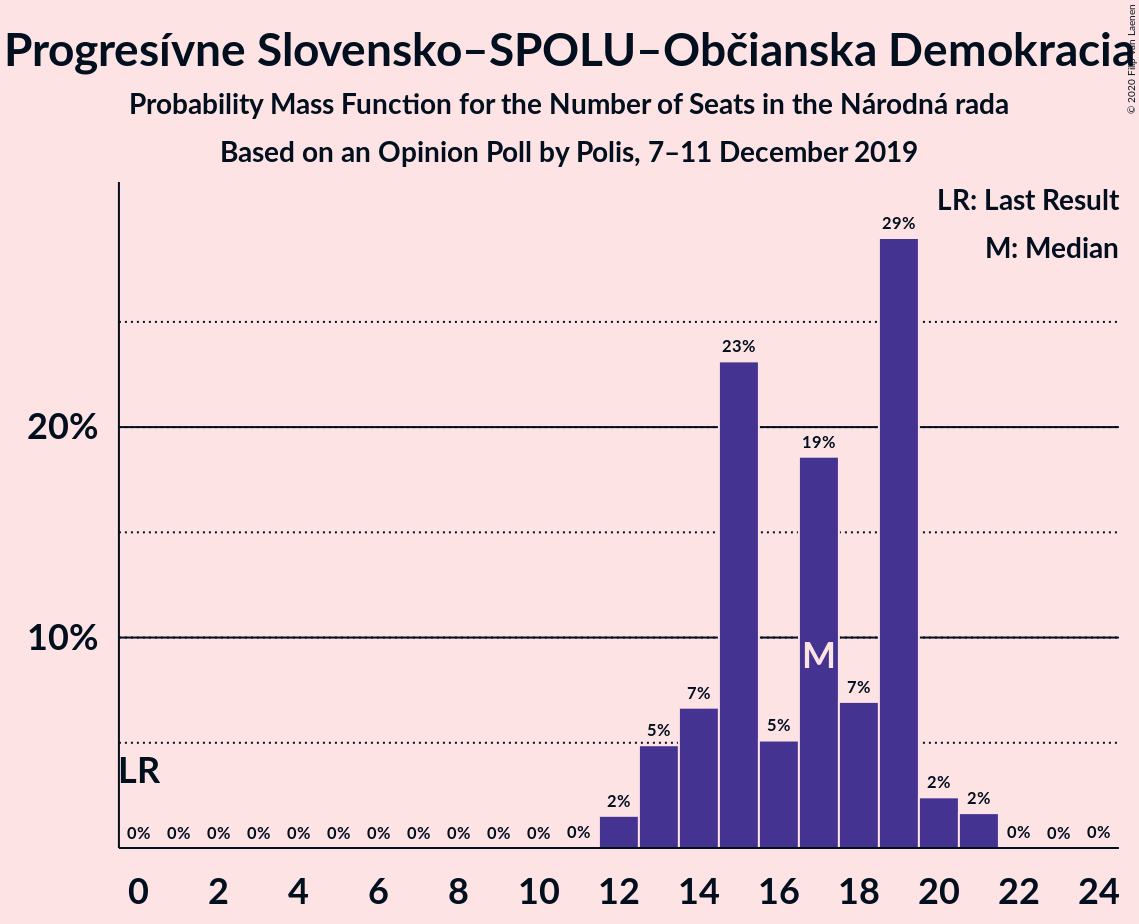 Progresívne Slovensko–SPOLU–Občianska Demokracia
Probability Mass Function for the Number of Seats in the Národná rada
Based on an Opinion Poll by Polis, 7–11 December 2019
© 2020 Filip van Laenen
LR: Last Result
M: Median
29%
23%
20%
19%
10%
M
7%
7%
5%
5%
LR
2%
2%
2%
0% 0% 0% 0% 0% 0% 0% 0% 0% 0% 0% 0% 0% 0% 0%
0 2 4 6 8 10 12 14 16 18 20 22 24